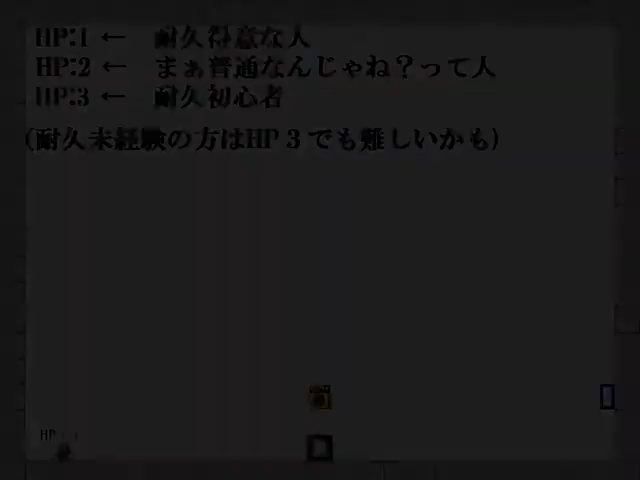 HP:1 ← 耐久得意な人
HP:2 ← まぁ普通なんじゃね？って人
HP:3 ← 耐久初心者
(耐久未経験の方はHP３でも難しいかも)
HP